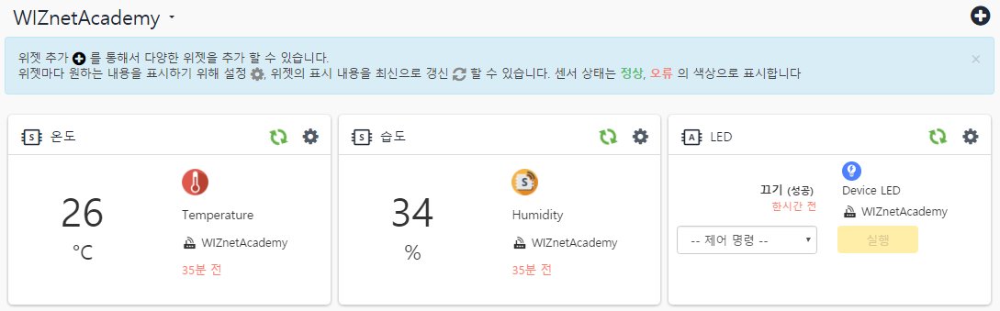 WIZnetAcademy
위젯 추가 를 통해서 다양한 위젯을 추가 할 수 있습니다.
위젯마다 원하는 내용을 표시하기 위해 설정 , 위젯의 표시 내용을 최신으로 갱신 할 수 있습니다. 센서 상태는 정상, 오류 의 색상으로 표시합니다
×
S 온도
26
°C
Temperature
WIZnetAcademy
35분 전
S 습도
34
%
S
Humidity
WIZnetAcademy
35분 전
A LED
끄기 (성공)
한시간 전
-- 제어 명령 --
Device LED
WIZnetAcademy
실행